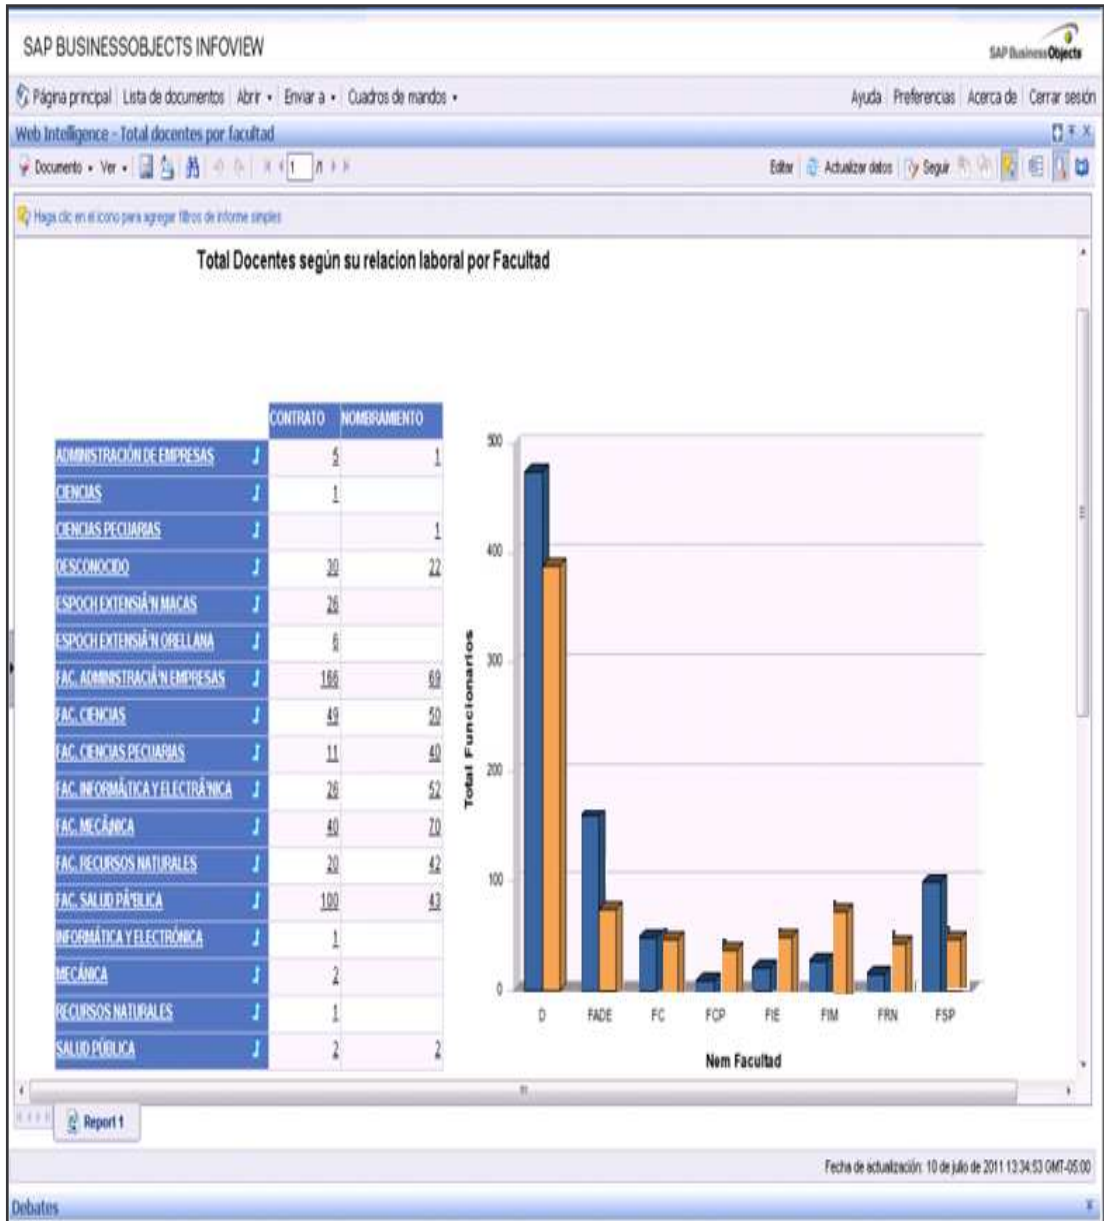 SAP BUSINESSOBJECTS INFOVIEW
SAP BusinessObjects
Página principal Lista de documentos Abrir Enviar a Cuadros de mandos
Ayuda Preferencias Acerca de Cerrar sesión
Web Intelligence - Total docentes por facultad
Documento Ver 1 /1
Editar Actualizar datos Seguir
Haga clic en el icono para agregar filtros de informe simples
Total Docentes según su relacion laboral por Facultad
CONTRATO NOMBRAMIENTO
ADMINISTRACIÓN DE EMPRESAS 5 1
CIENCIAS 1
CIENCIAS PECUARIAS 1
DESCONOCIDO 30 22
ESPOCH EXTENSIÃ“N MACAS 26
ESPOCH EXTENSIÃ“N ORELLANA 6
FAC. ADMINISTRACIÃ“N EMPRESAS 166 69
FAC. CIENCIAS 49 50
FAC. CIENCIAS PECUARIAS 11 40
FAC. INFORMÃTICA Y ELECTRÃ“NICA 26 52
FAC. MECÃNICA 40 70
FAC. RECURSOS NATURALES 20 42
FAC. SALUD PÃšBLICA 100 43
INFORMÁTICA Y ELECTRÓNICA 1
MECÁNICA 2
RECURSOS NATURALES 1
SALUD PÚBLICA 2 2
Total Funcionarios
500
400
300
200
100
0
D FADE FC FCP FIE FIM FRN FSP
Nem Facultad
Report 1
Fecha de actualización: 10 de julio de 2011 13:34:53 GMT-05:00
Debates